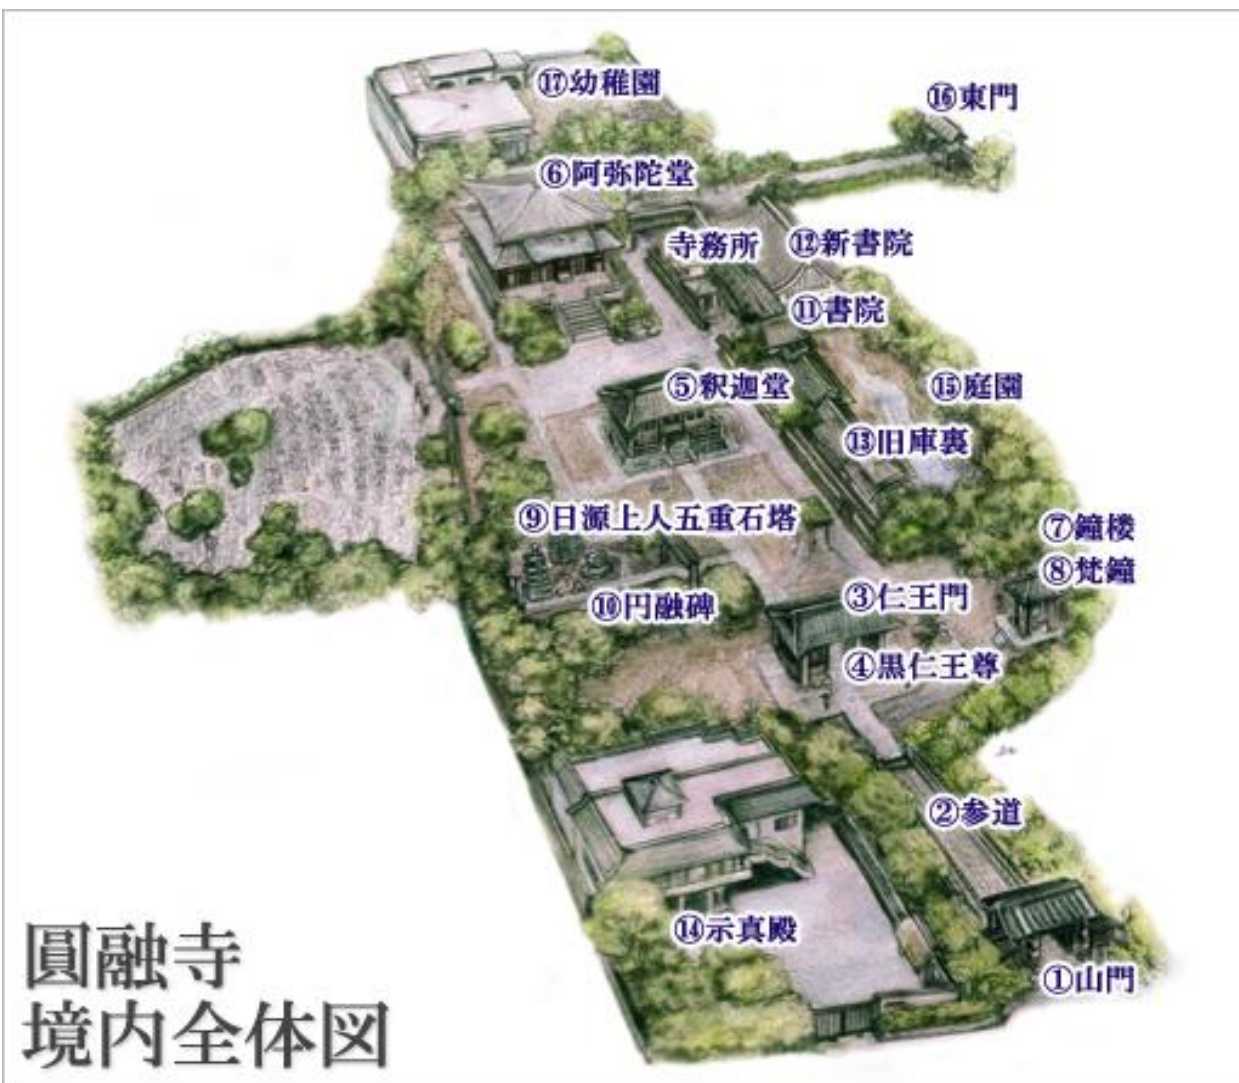 ⑰幼稚園
⑯東門
⑥阿弥陀堂
寺務所
⑫新書院
⑪書院
⑤釈迦堂
⑮庭園
⑬旧庫裏
⑨日源上人五重石塔
⑦鐘楼
⑧梵鐘
⑩円融碑
③仁王門
④黒仁王尊
②参道
⑭示真殿
①山門
圓融寺
境内全体図